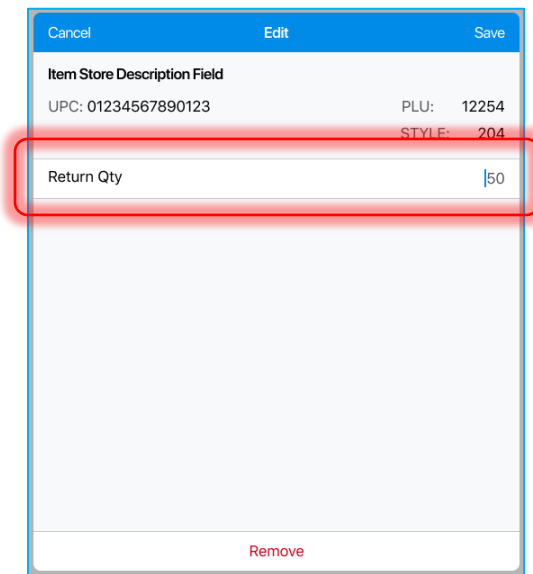 Cancel Edit Save
Item Store Description Field
UPC: 01234567890123 PLU: 12254
STYLE: 204
Return Qty 50
Remove